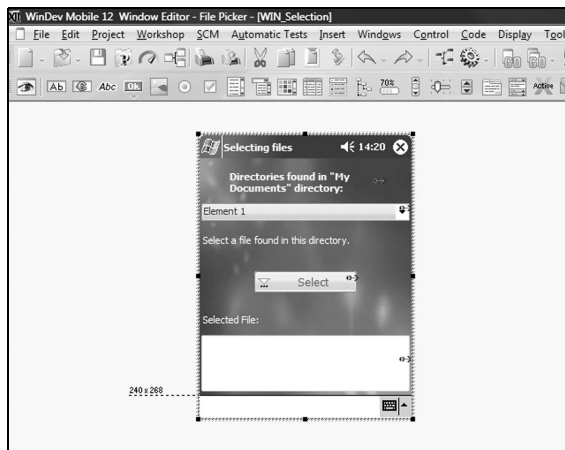 WinDev Mobile 12 Window Editor - File Picker - [WIN_Selection]
File Edit Project Workshop SCM Automatic Tests Insert Windows Control Code Display Tool
GO GO
Ab Abc OK 70% Active
Selecting files 14:20
Directories found in "My
Documents" directory:
Element 1
Select a file found in this directory.
Select
Selected File:
240 x 268